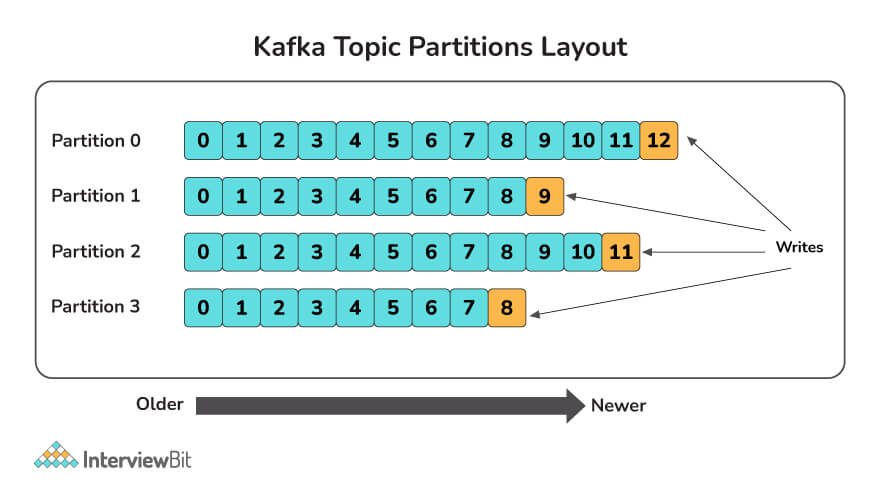 Kafka Topic Partitions Layout
Partition 0 0 1 2 3 4 5 6 7 8 9 10 11 12
Partition 1 0 1 2 3 4 5 6 7 8 9
Partition 2 0 1 2 3 4 5 6 7 8 9 10 11
Writes
Partition 3 0 1 2 3 4 5 6 7 8
Older Newer
InterviewBit